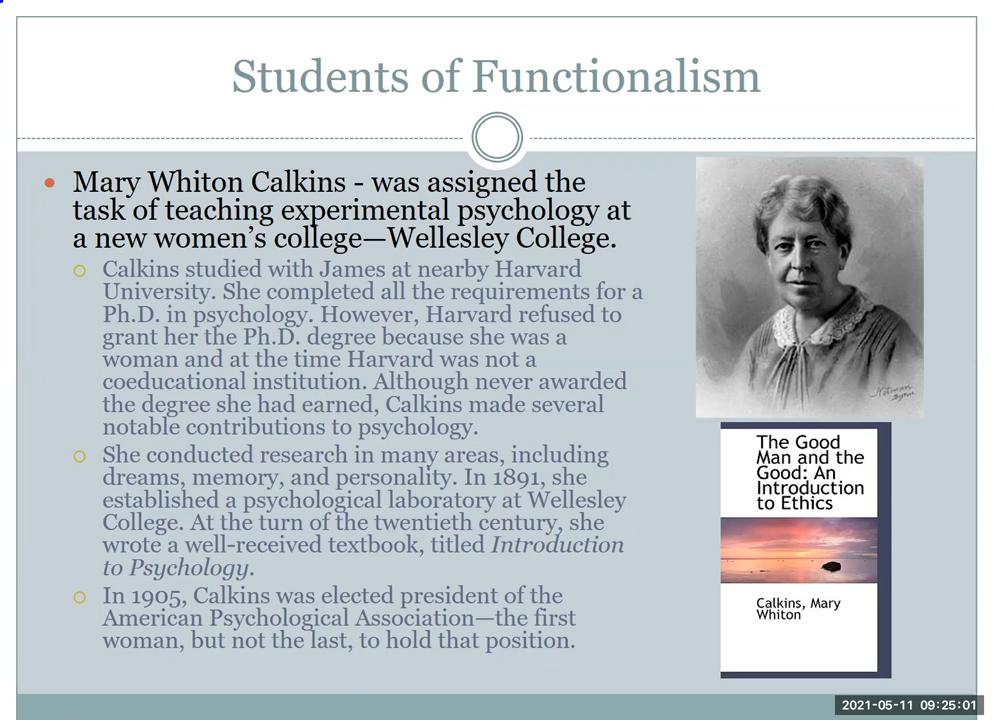 Students of Functionalism
Mary Whiton Calkins - was assigned the
task of teaching experimental psychology at
a new women’s college—Wellesley College.
Calkins studied with James at nearby Harvard
University. She completed all the requirements for a
Ph.D. in psychology. However, Harvard refused to
grant her the Ph.D. degree because she was a
woman and at the time Harvard was not a
coeducational institution. Although never awarded
the degree she had earned, Calkins made several
notable contributions to psychology.
She conducted research in many areas, including
dreams, memory, and personality. In 1891, she
established a psychological laboratory at Wellesley
College. At the turn of the twentieth century, she
wrote a well-received textbook, titled Introduction
to Psychology.
In 1905, Calkins was elected president of the
American Psychological Association—the first
woman, but not the last, to hold that position.
The Good
Man and the
Good: An
Introduction
to Ethics
Calkins, Mary
Whiton
2021-05-11 09:25:01